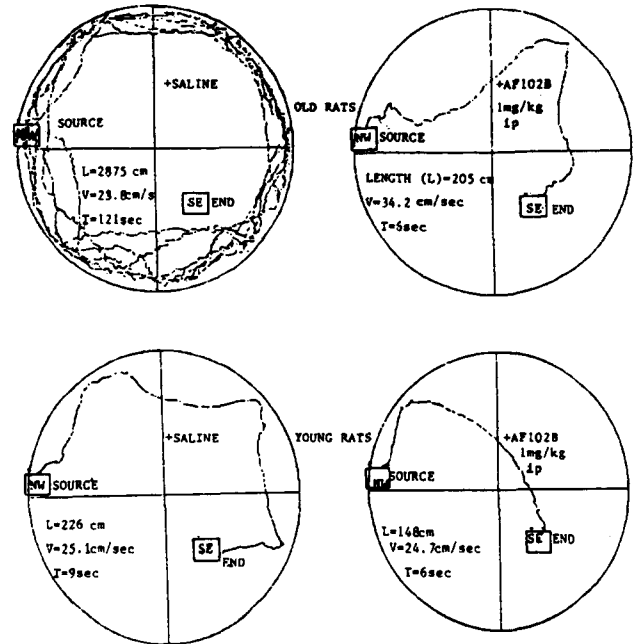 +SALINE
SOURCE
L=2875 cm
V=23.8cm/s
T=121sec
SE END
OLD RATS
+AF102B
1mg/kg
ip
NW SOURCE
LENGTH (L)=205 cm
V=34.2 cm/sec
T=6sec
SE END
+SALINE
NW SOURCE
L=226 cm
V=25.1cm/sec
T=9sec
SE
END
YOUNG RATS
+AF102B
1mg/kg
ip
NW SOURCE
L=148cm
V=24.7cm/sec
T=6sec
SE END